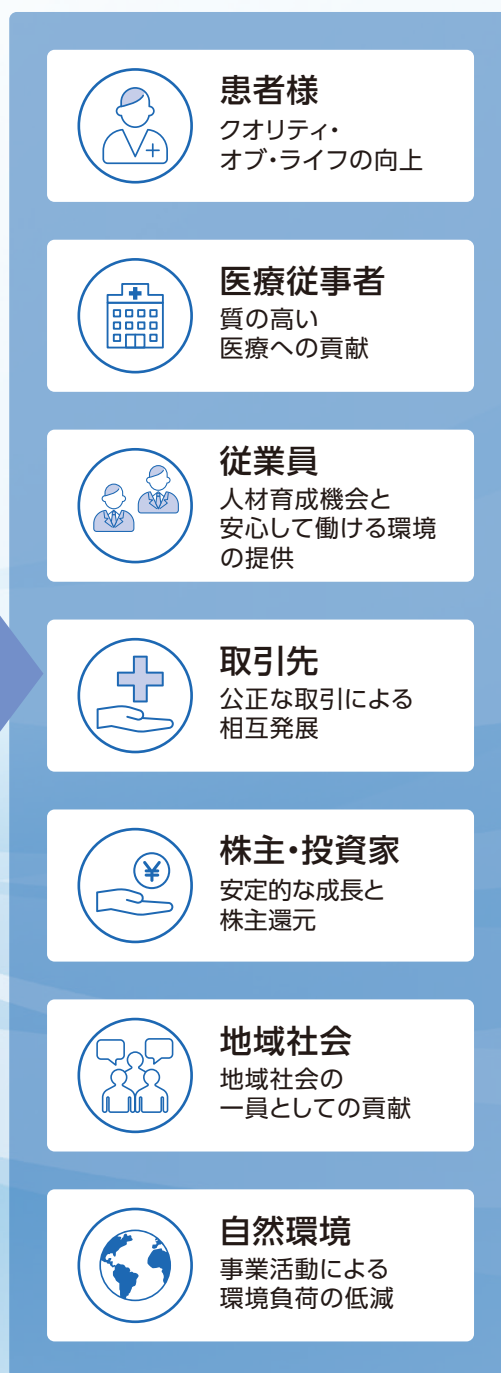 患者様
クオリティ・
オブ・ライフの向上
医療従事者
質の高い
医療への貢献
従業員
人材育成機会と
安心して働ける環境
の提供
取引先
公正な取引による
相互発展
株主・投資家
安定的な成長と
株主還元
地域社会
地域社会の
一員としての貢献
自然環境
事業活動による
環境負荷の低減